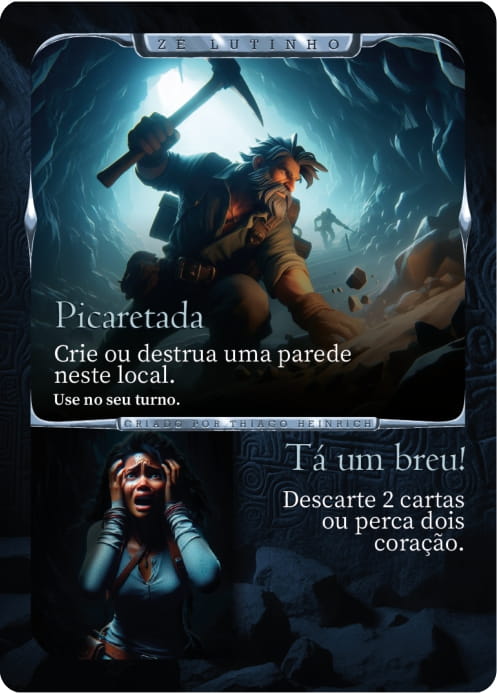 ZÉ LUTINHO
Picaretada
Crie ou destrua uma parede
neste local.
Use no seu turno.
CRIADO POR THIAGO HEINRICH
Tá um breu!
Descarte 2 cartas
ou perca dois
coração.